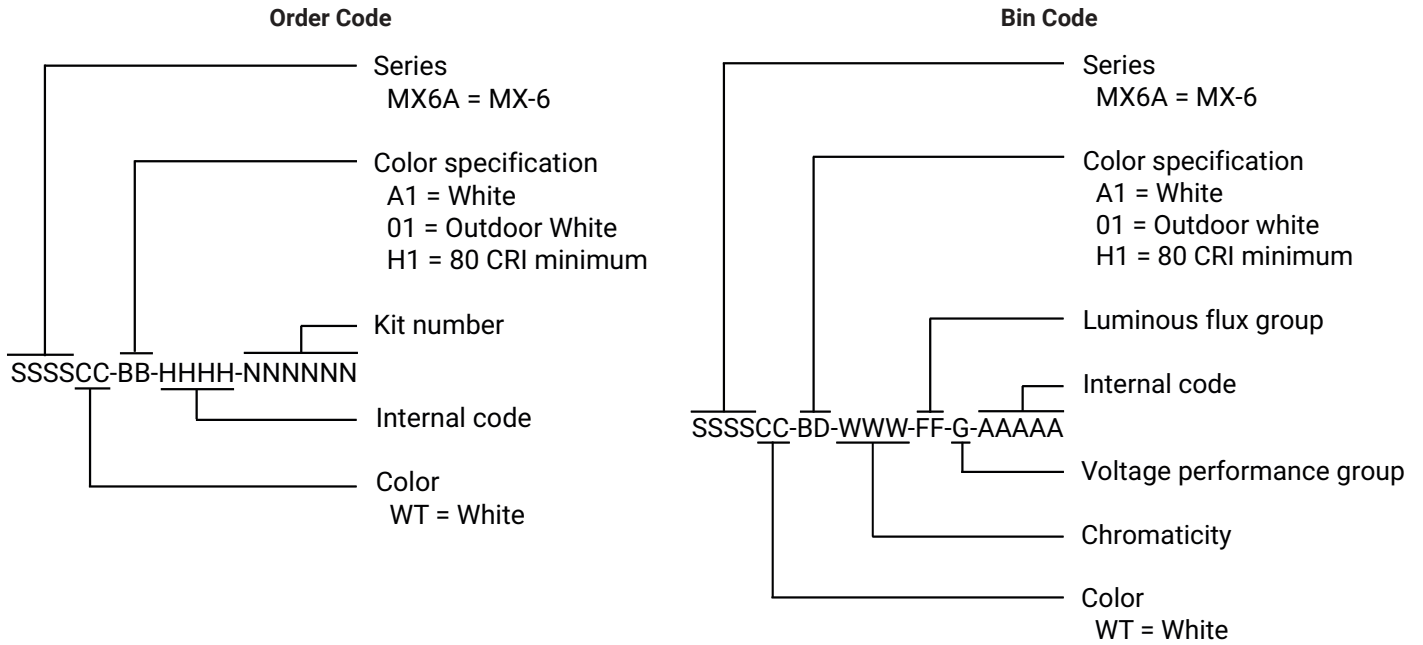 Order Code
Series
MX6A = MX-6
Color specification
A1 = White
01 = Outdoor White
H1 = 80 CRI minimum
Kit number
SSSSCC-BB-HHHH-NNNNNN
Internal code
Color
WT = White
Bin Code
Series
MX6A = MX-6
Color specification
A1 = White
01 = Outdoor white
H1 = 80 CRI minimum
Luminous flux group
Internal code
SSSSCC-BD-WWW-FF-G-AAAAA
Voltage performance group
Chromaticity
Color
WT = White